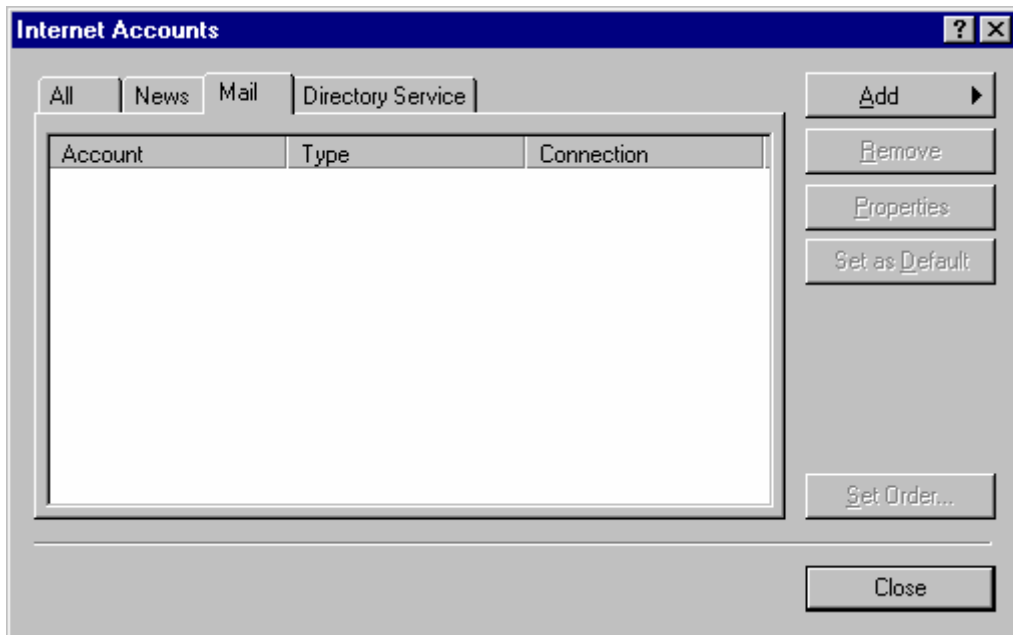 Internet Accounts
All News Mail Directory Service
Account Type Connection
Add
Remove
Properties
Set as Default
Set Order...
Close